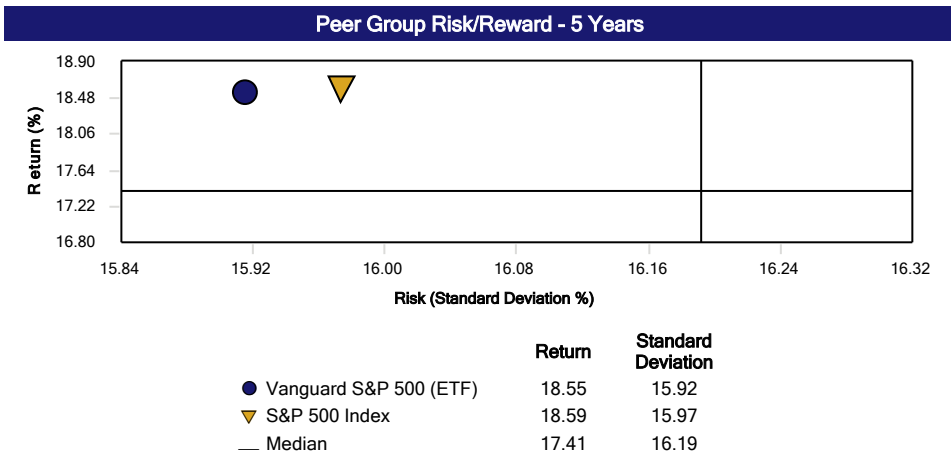 Peer Group Risk/Reward - 5 Years
18.90
18.48
18.06
17.64
17.22
16.80
Return (%)
15.84 15.92 16.00 16.08 16.16 16.24 16.32
Risk (Standard Deviation %)
Return Standard Deviation
Vanguard S&P 500 (ETF) 18.55 15.92
S&P 500 Index 18.59 15.97
Median 17.41 16.19